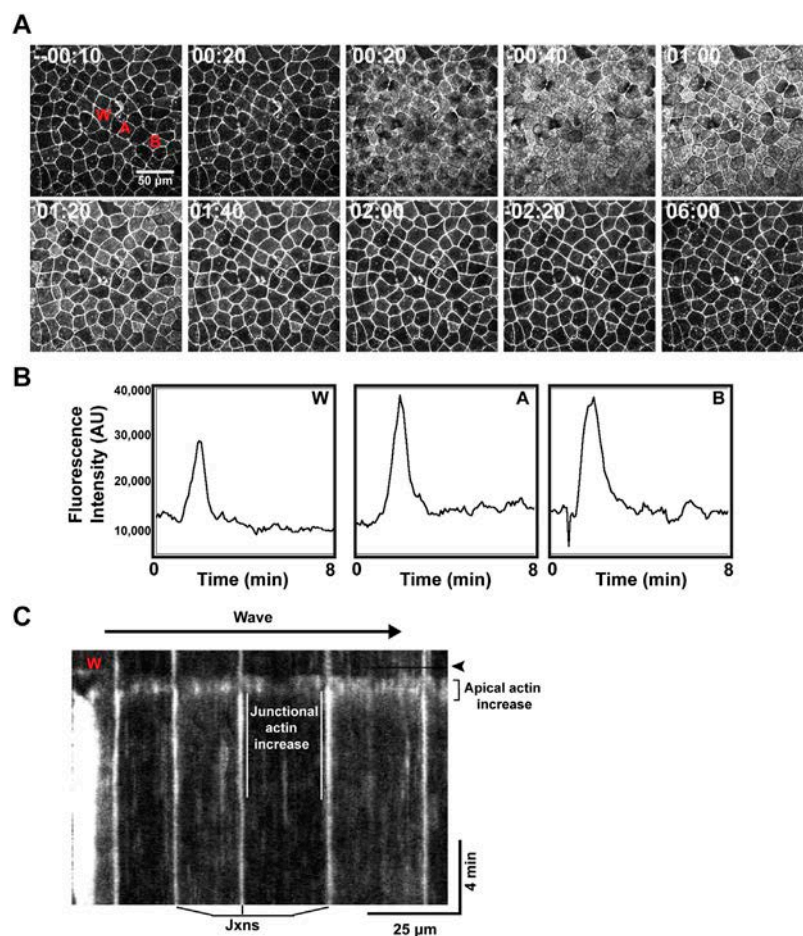 A
--00:10 00:20 00:20 -00:40 01:00
W
A
B
50 µm
01:20 01:40 02:00 -02:20 06:00
B
40,000
30,000
20,000
10,000
Fluorescence
Intensity (AU)
W
A
B
0 8
0 8
0 8
Time (min) Time (min) Time (min)
C
Wave
W
Apical actin
increase
Junctional
actin
increase
4 min
Jxns
25 µm